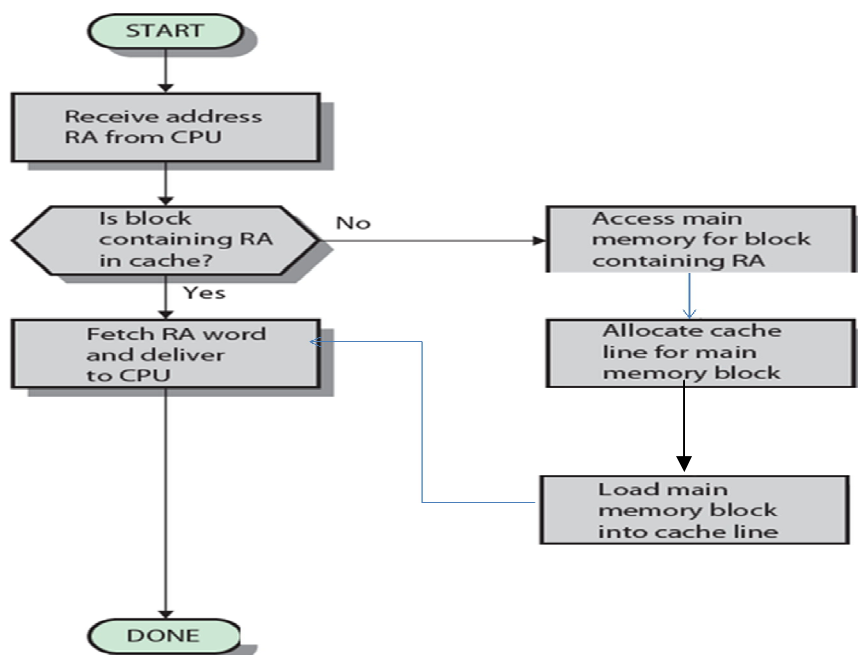 START
Receive address
RA from CPU
Is block
containing RA
in cache?
No
Access main
memory for block
containing RA
Yes
Fetch RA word
and deliver
to CPU
Allocate cache
line for main
memory block
Load main
memory block
into cache line
DONE